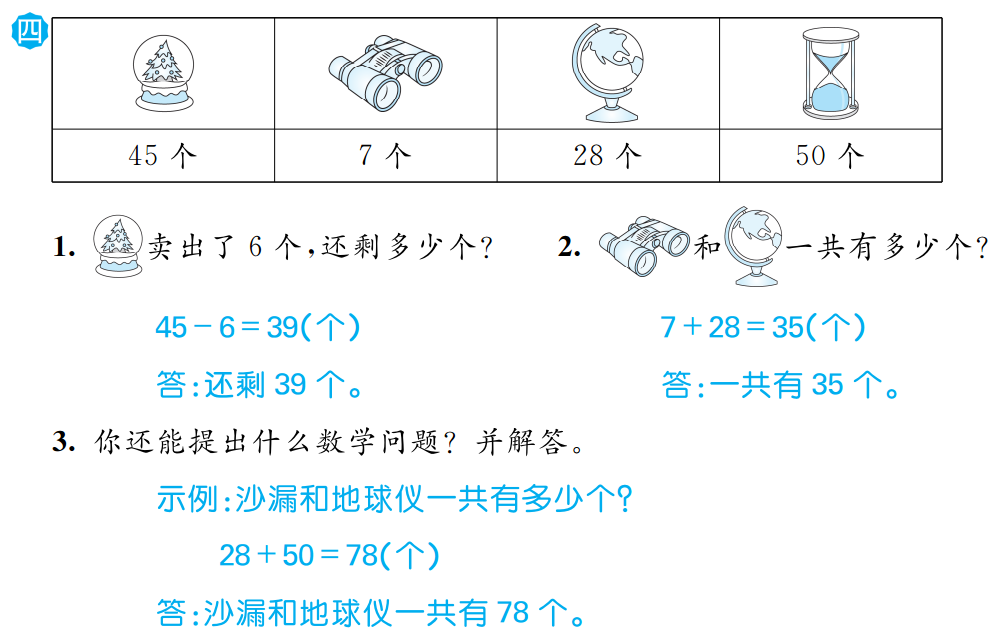 四
45 个 7 个 28 个 50 个
1. 卖出了 6 个,还剩多少个? 2. 和 一共有多少个?
45-6=39(个) 7+28=35(个)
答:还剩 39 个。 答:一共有 35 个。
3. 你还能提出什么数学问题? 并解答。
示例:沙漏和地球仪一共有多少个?
28+50=78(个)
答:沙漏和地球仪一共有 78 个。